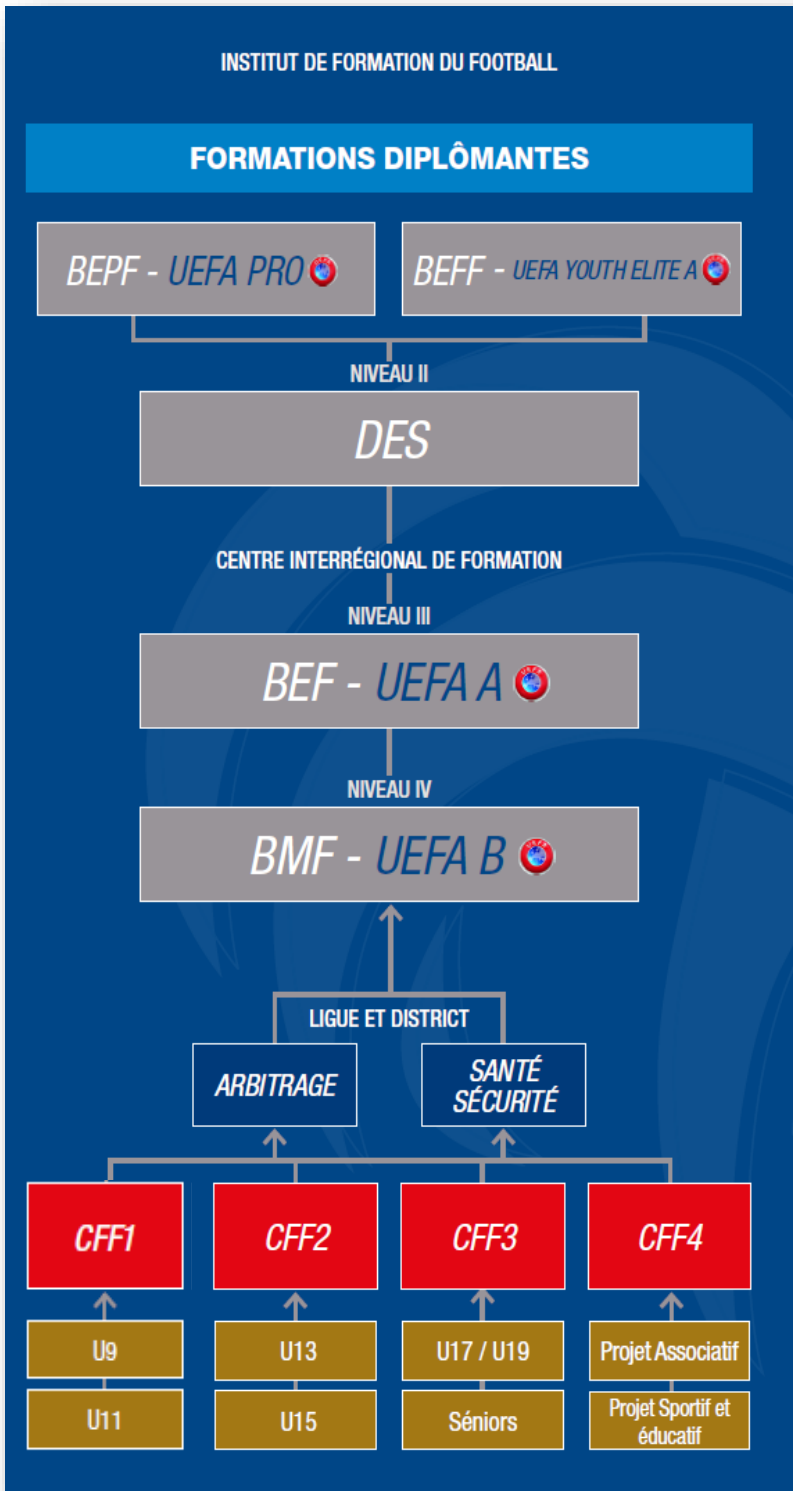 INSTITUT DE FORMATION DU FOOTBALL
FORMATIONS DIPLÔMANTES
BEPF - UEFA PRO
BEFF - UEFA YOUTH ELITE A
NIVEAU II
DES
CENTRE INTERRÉGIONAL DE FORMATION
NIVEAU III
BEF - UEFA A
NIVEAU IV
BMF - UEFA B
LIGUE ET DISTRICT
ARBITRAGE
SANTÉ
SÉCURITÉ
CFF1
CFF2
CFF3
CFF4
U9
U13
U17 / U19
Projet Associatif
U11
U15
Séniors
Projet Sportif et
éducatif